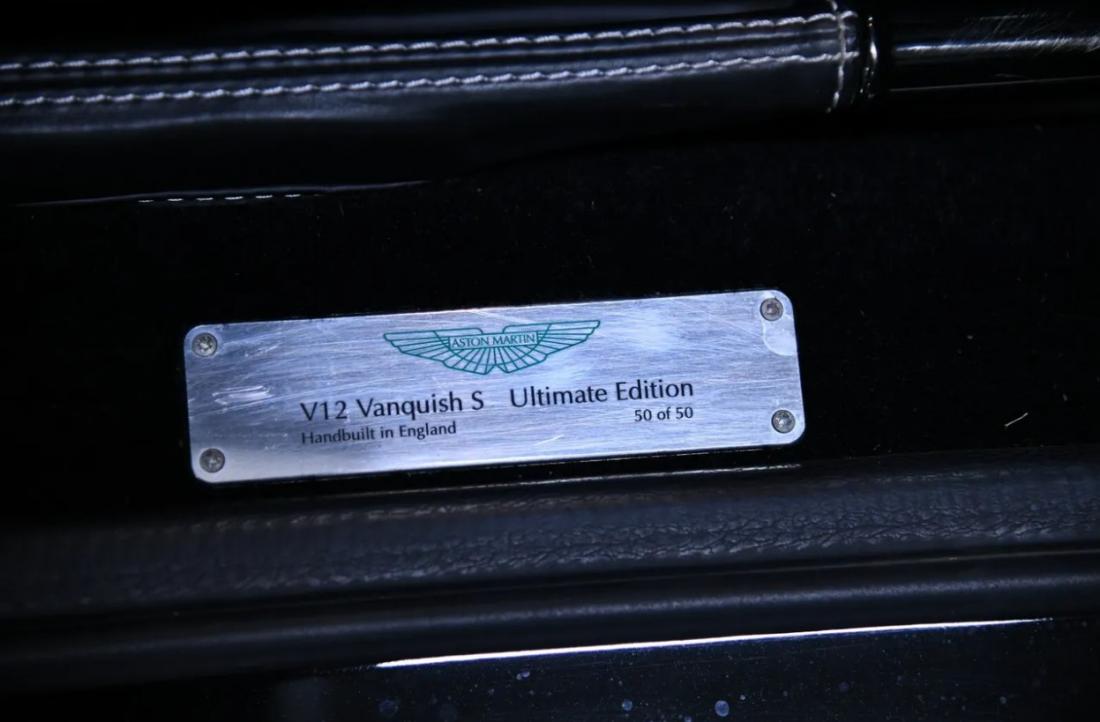 ASTON MARTIN
V12 Vanquish S Ultimate Edition
Handbuilt in England 50 of 50